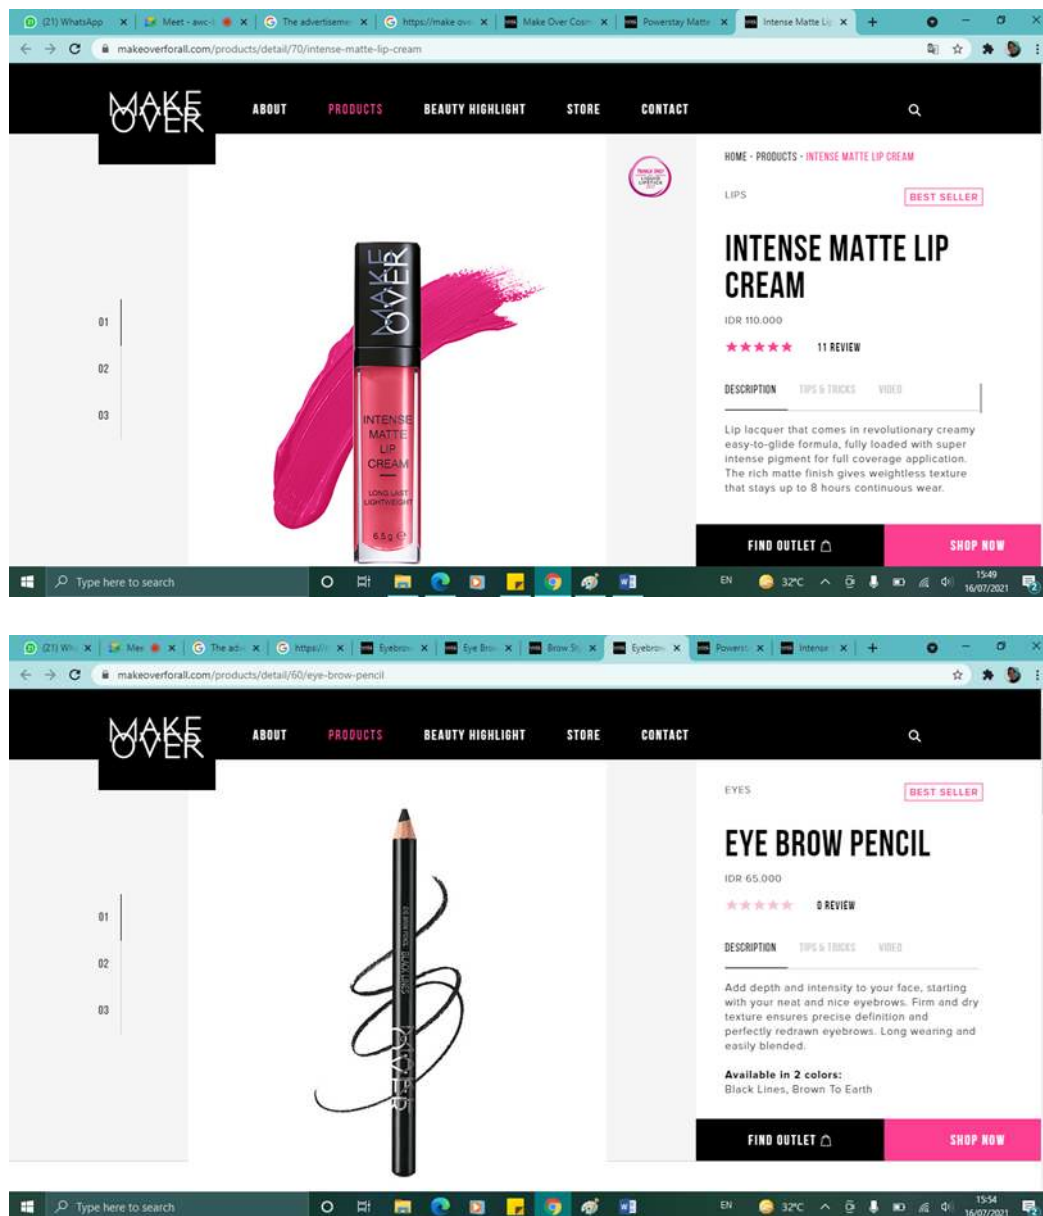 (21) WhatsApp
Meet - awc-
The advertiseme
https://make ove
Make Over Cosm
Powerstay Matte
Intense Matte Lip
makeoverforall.com/products/detail/70/intense-matte-lip-cream
MAKE OVER
ABOUT PRODUCTS BEAUTY HIGHLIGHT STORE CONTACT
HOME - PRODUCTS - INTENSE MATTE LIP CREAM
LIPS
BEST SELLER
INTENSE MATTE LIP
CREAM
IDR 110.000
11 REVIEW
DESCRIPTION TIPS & TRICKS VIDEO
Lip lacquer that comes in revolutionary creamy
easy-to-glide formula, fully loaded with super
intense pigment for full coverage application.
The rich matte finish gives weightless texture
that stays up to 8 hours continuous wear.
FIND OUTLET
SHOP NOW
01
02
03
MAKE
OVER
INTENSE
MATTE
LIP
CREAM
LONG LAST
LIGHTWEIGHT
6.5 g
Type here to search
EN 32°C
15:49
16/07/2021
(21) Wh
Mee
The adv
https://
Eyebrow
Eye Bro
Brow St
Eyebrow
Powerst
Intense
makeoverforall.com/products/detail/60/eye-brow-pencil
MAKE OVER
ABOUT PRODUCTS BEAUTY HIGHLIGHT STORE CONTACT
EYES
BEST SELLER
EYE BROW PENCIL
IDR 65.000
0 REVIEW
DESCRIPTION TIPS & TRICKS VIDEO
Add depth and intensity to your face, starting
with your neat and nice eyebrows. Firm and dry
texture ensures precise definition and
perfectly redrawn eyebrows. Long wearing and
easily blended.
Available in 2 colors:
Black Lines, Brown To Earth
FIND OUTLET
SHOP NOW
01
02
03
EYE BROW PENCIL BLACK LINES
Type here to search
EN 32°C
15:54
16/07/2021